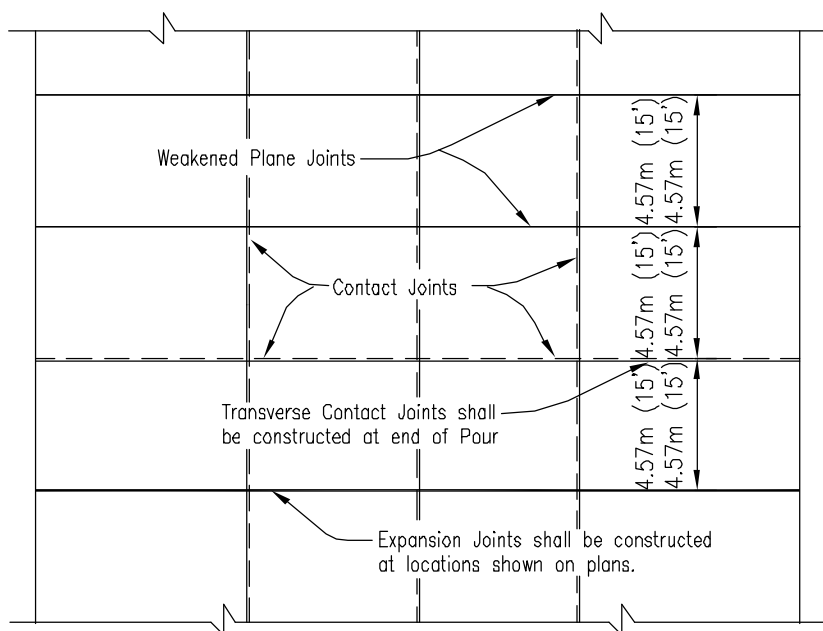 Weakened Plane Joints
4.57m (15')
4.57m (15')
Contact Joints
4.57m (15')
4.57m (15')
Transverse Contact Joints shall
be constructed at end of Pour
4.57m (15')
4.57m (15')
Expansion Joints shall be constructed
at locations shown on plans.